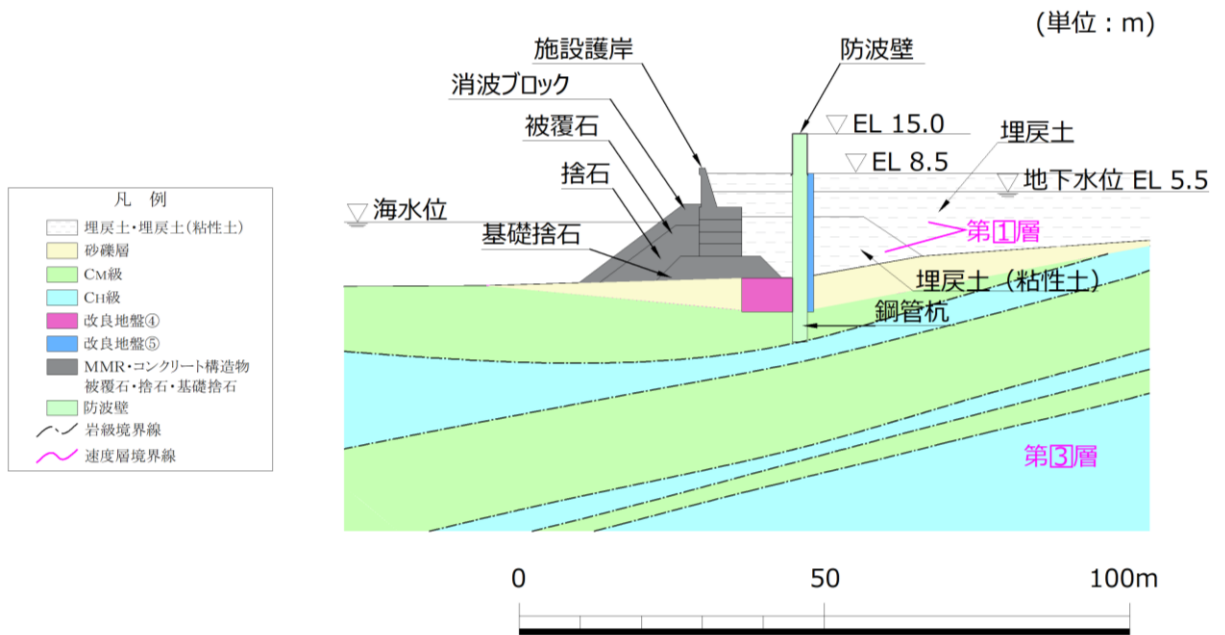 (単位：m)
施設護岸
防波壁
消波ブロック
被覆石
捨石
基礎捨石
海水位
EL 15.0
EL 8.5
埋戻土
地下水位 EL 5.5
第1層
埋戻土（粘性土）
鋼管杭
第3層
凡 例
埋戻土・埋戻土(粘性土)
砂礫層
CM級
CH級
改良地盤④
改良地盤⑤
MMR・コンクリート構造物
被覆石・捨石・基礎捨石
防波壁
岩級境界線
速度層境界線
0 50 100m